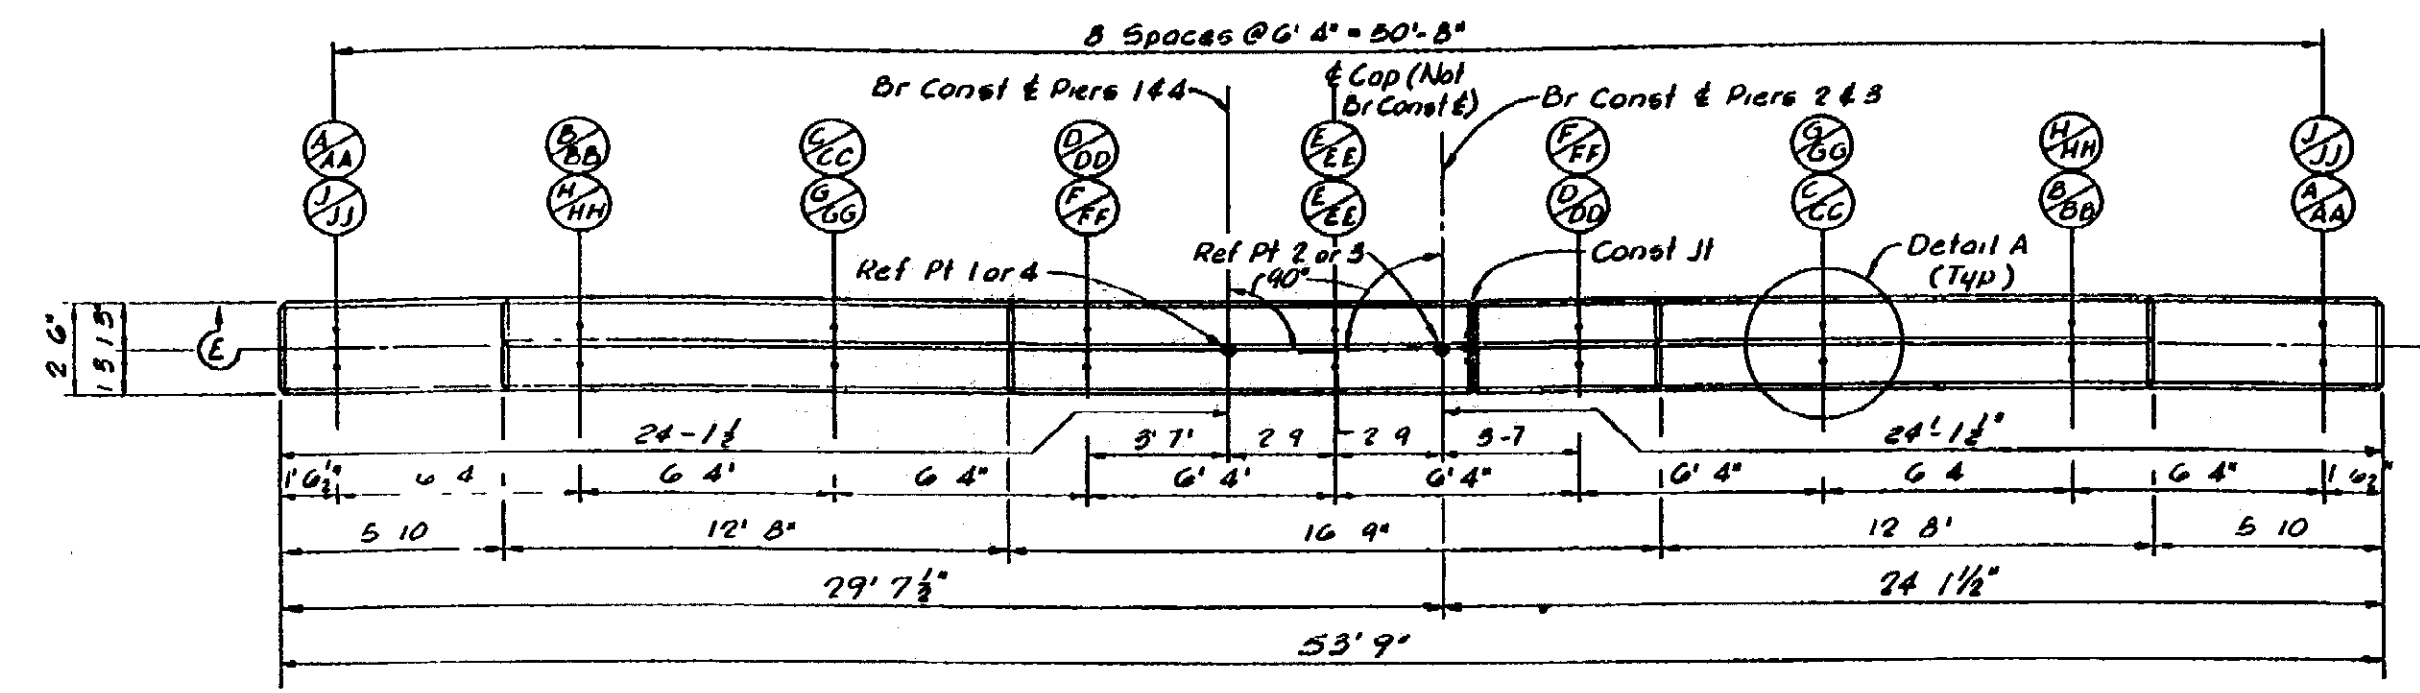 8 Spaces @ 6' 4" = 50'-8"
Br Const ℄ Piers 1 & 4
℄ Cap (Not
Br Const ℄)
Br Const ℄ Piers 2 & 3
A/AA
B/BB
C/CC
D/DD
E/EE
F/FF
G/GG
H/HH
J/JJ
J/JJ
H/HH
G/GG
F/FF
E/EE
D/DD
C/CC
B/BB
A/AA
Ref Pt 1 or 4
Ref Pt 2 or 3
90°
Const Jt
Detail A
(Typ)
2 6"
1 3
1 3
E
24-1½
3' 7'
2 9
2 9
3-7
24'-1½"
1' 6½"
6 4
6 4'
6 4"
6' 4'
6' 4"
6' 4"
6 4
6 4"
1 6½"
5 10
12' 8"
16 9"
12 8'
5 10
29' 7½"
24 1½"
53' 9"